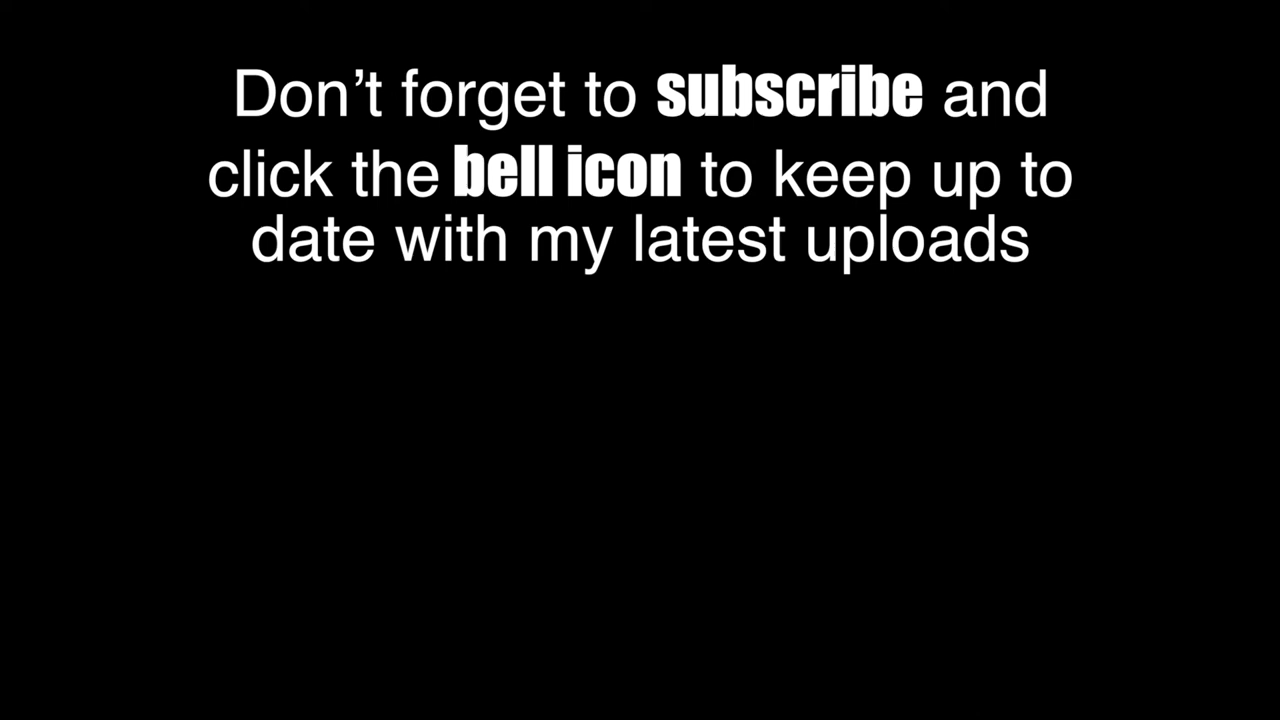 Don’t forget to subscribe and
click the bell icon to keep up to
date with my latest uploads